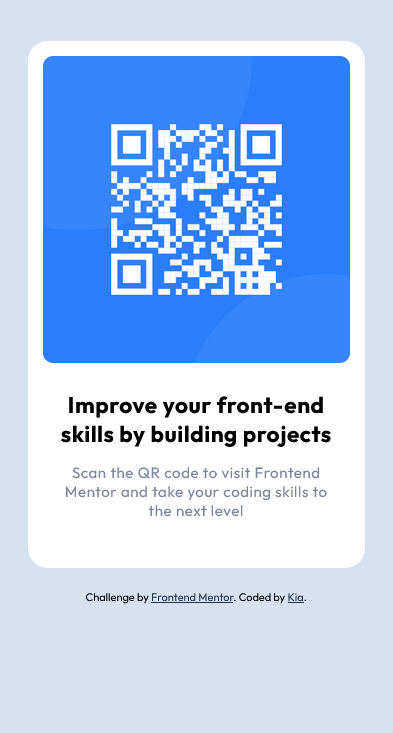 Improve your front-end
skills by building projects
Scan the QR code to visit Frontend
Mentor and take your coding skills to
the next level
Challenge by Frontend Mentor. Coded by Kia.